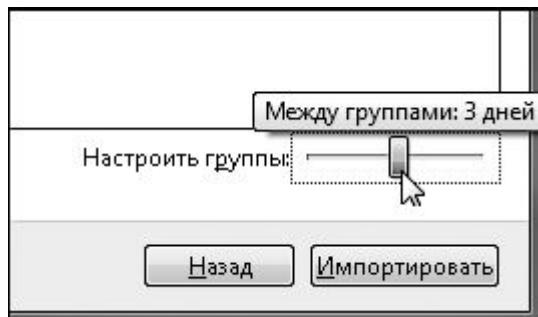 Между группами: 3 дней
Настроить группы:
Назад
Импортировать